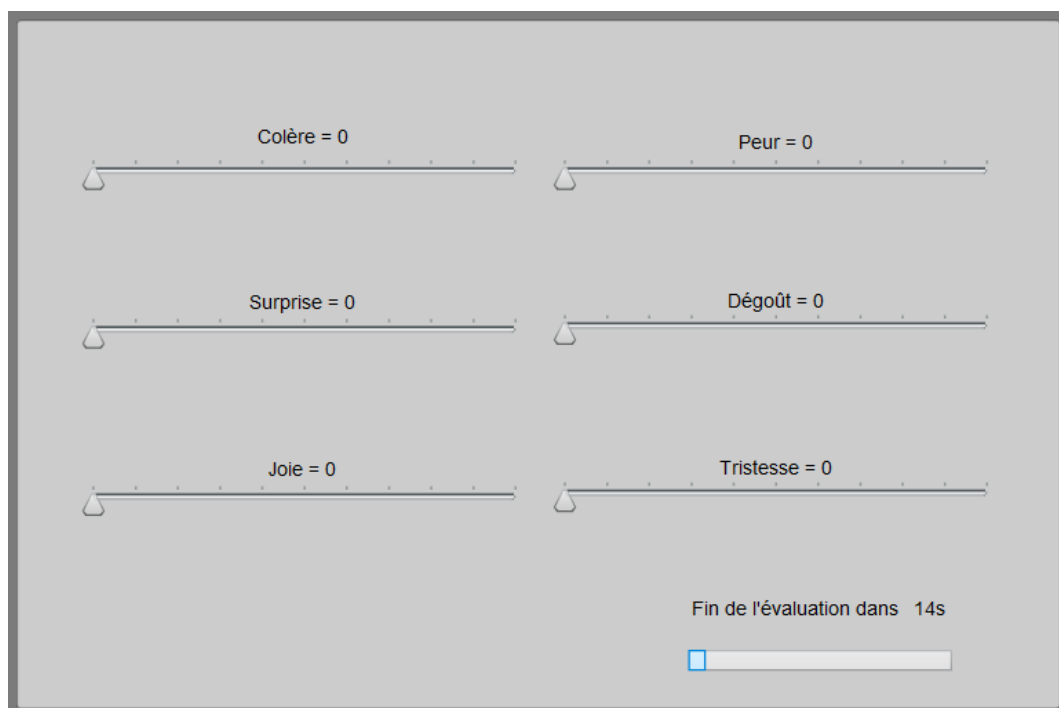 Colère = 0
Peur = 0
Surprise = 0
Dégoût = 0
Joie = 0
Tristesse = 0
Fin de l'évaluation dans 14s